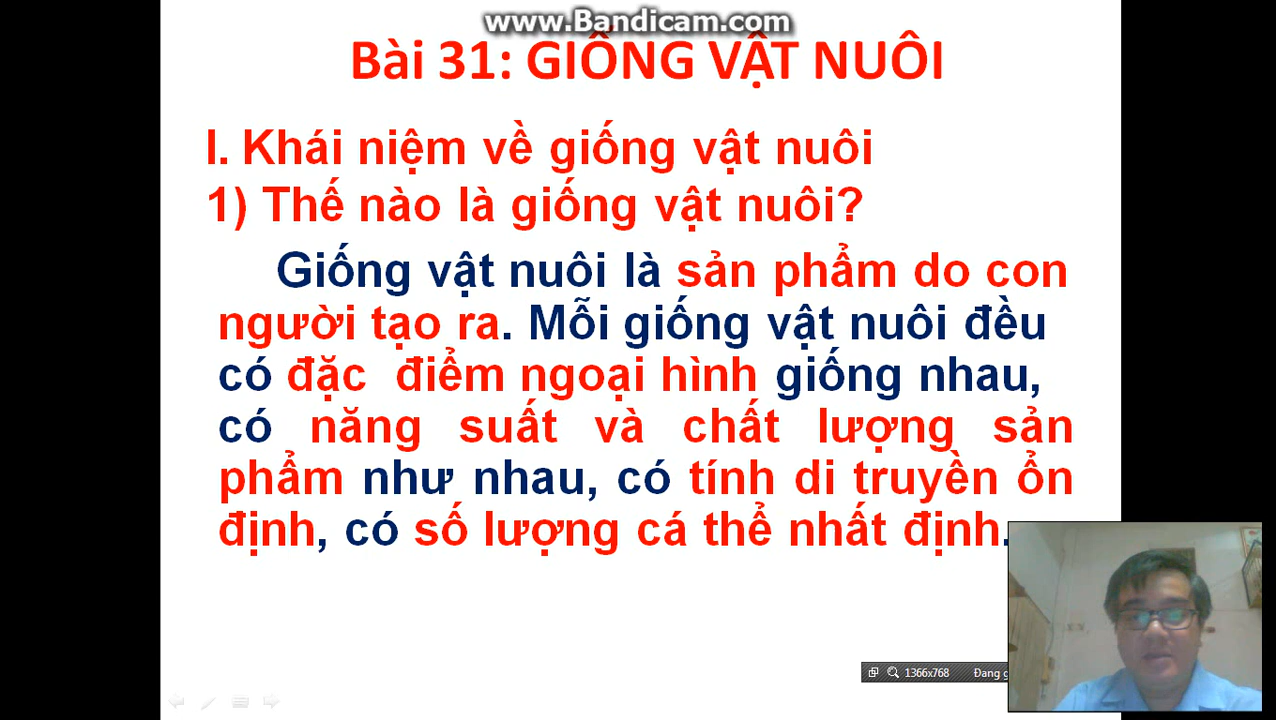 www.Bandicam.com
Bài 31: GIỐNG VẬT NUÔI
I. Khái niệm về giống vật nuôi
1) Thế nào là giống vật nuôi?
Giống vật nuôi là sản phẩm do con
người tạo ra. Mỗi giống vật nuôi đều
có đặc điểm ngoại hình giống nhau,
có năng suất và chất lượng sản
phẩm như nhau, có tính di truyền ổn
định, có số lượng cá thể nhất định.
1366x768 Đang